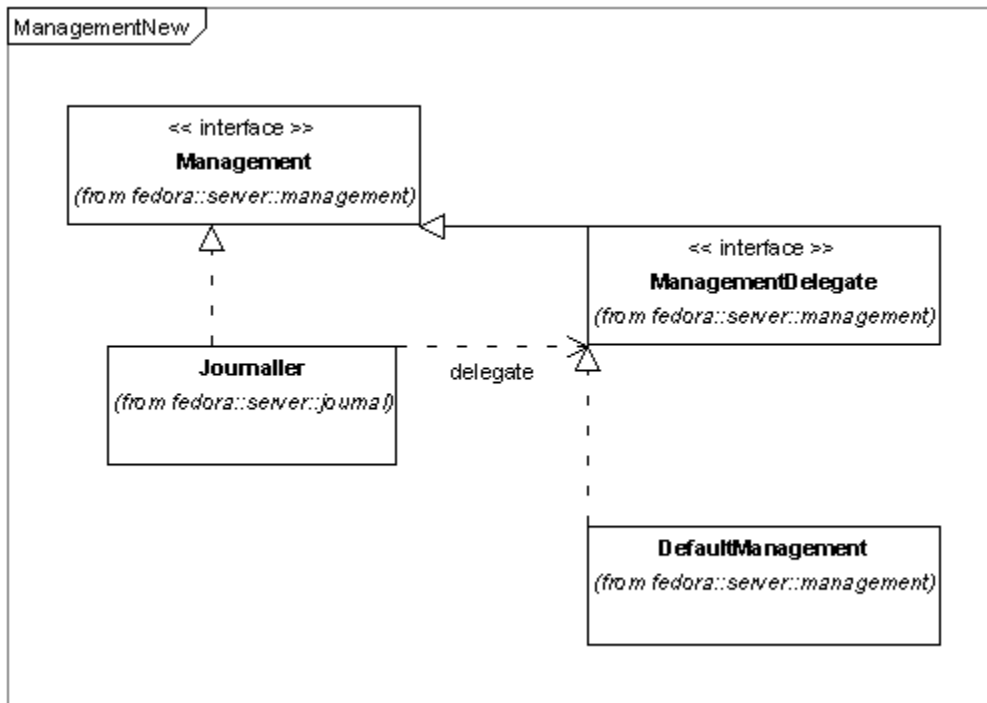 ManagementNew
<< interface >>
Management
(from fedora::server::management)
<< interface >>
ManagementDelegate
(from fedora::server::management)
Journaller
(from fedora::server::journal)
delegate
DefaultManagement
(from fedora::server::management)